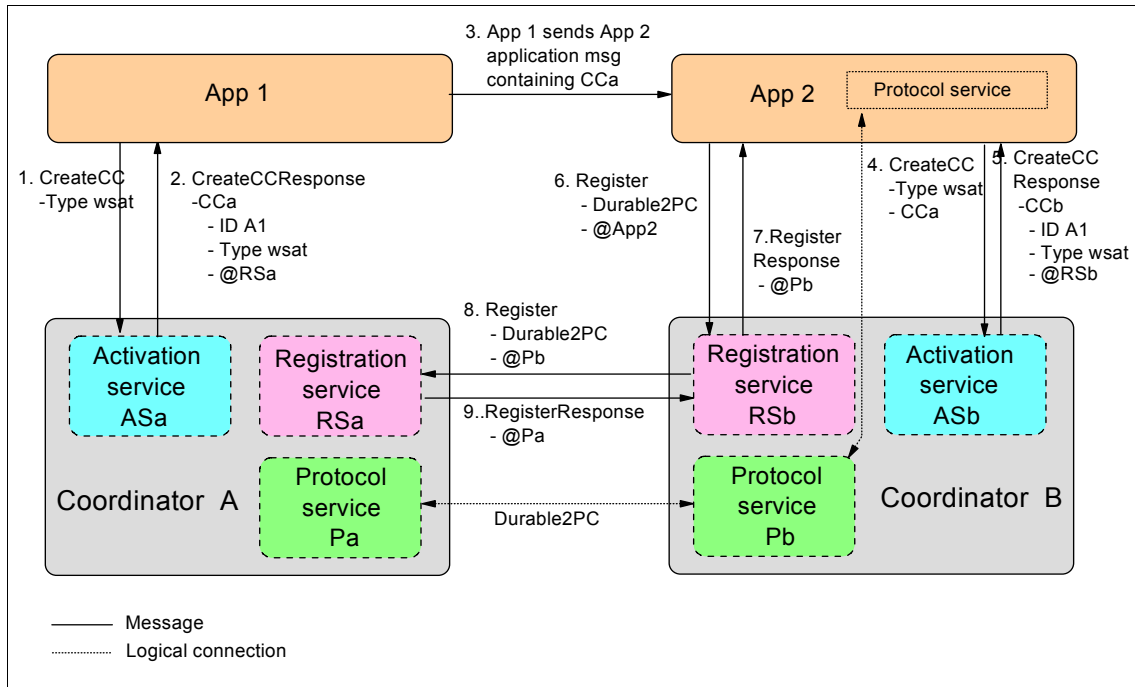 3. App 1 sends App 2
application msg
containing CCa
App 1
App 2
Protocol service
1. CreateCC
-Type wsat
2. CreateCCResponse
-CCa
- ID A1
- Type wsat
- @RSa
6. Register
- Durable2PC
- @App2
7.Register
Response
- @Pb
4. CreateCC
-Type wsat
- CCa
5. CreateCC
Response
-CCb
- ID A1
- Type wsat
- @RSb
8. Register
- Durable2PC
- @Pb
9..RegisterResponse
- @Pa
Activation
service
ASa
Registration
service
RSa
Registration
service
RSb
Activation
service
ASb
Coordinator A
Protocol
service
Pa
Durable2PC
Protocol
service
Pb
Coordinator B
Message
Logical connection